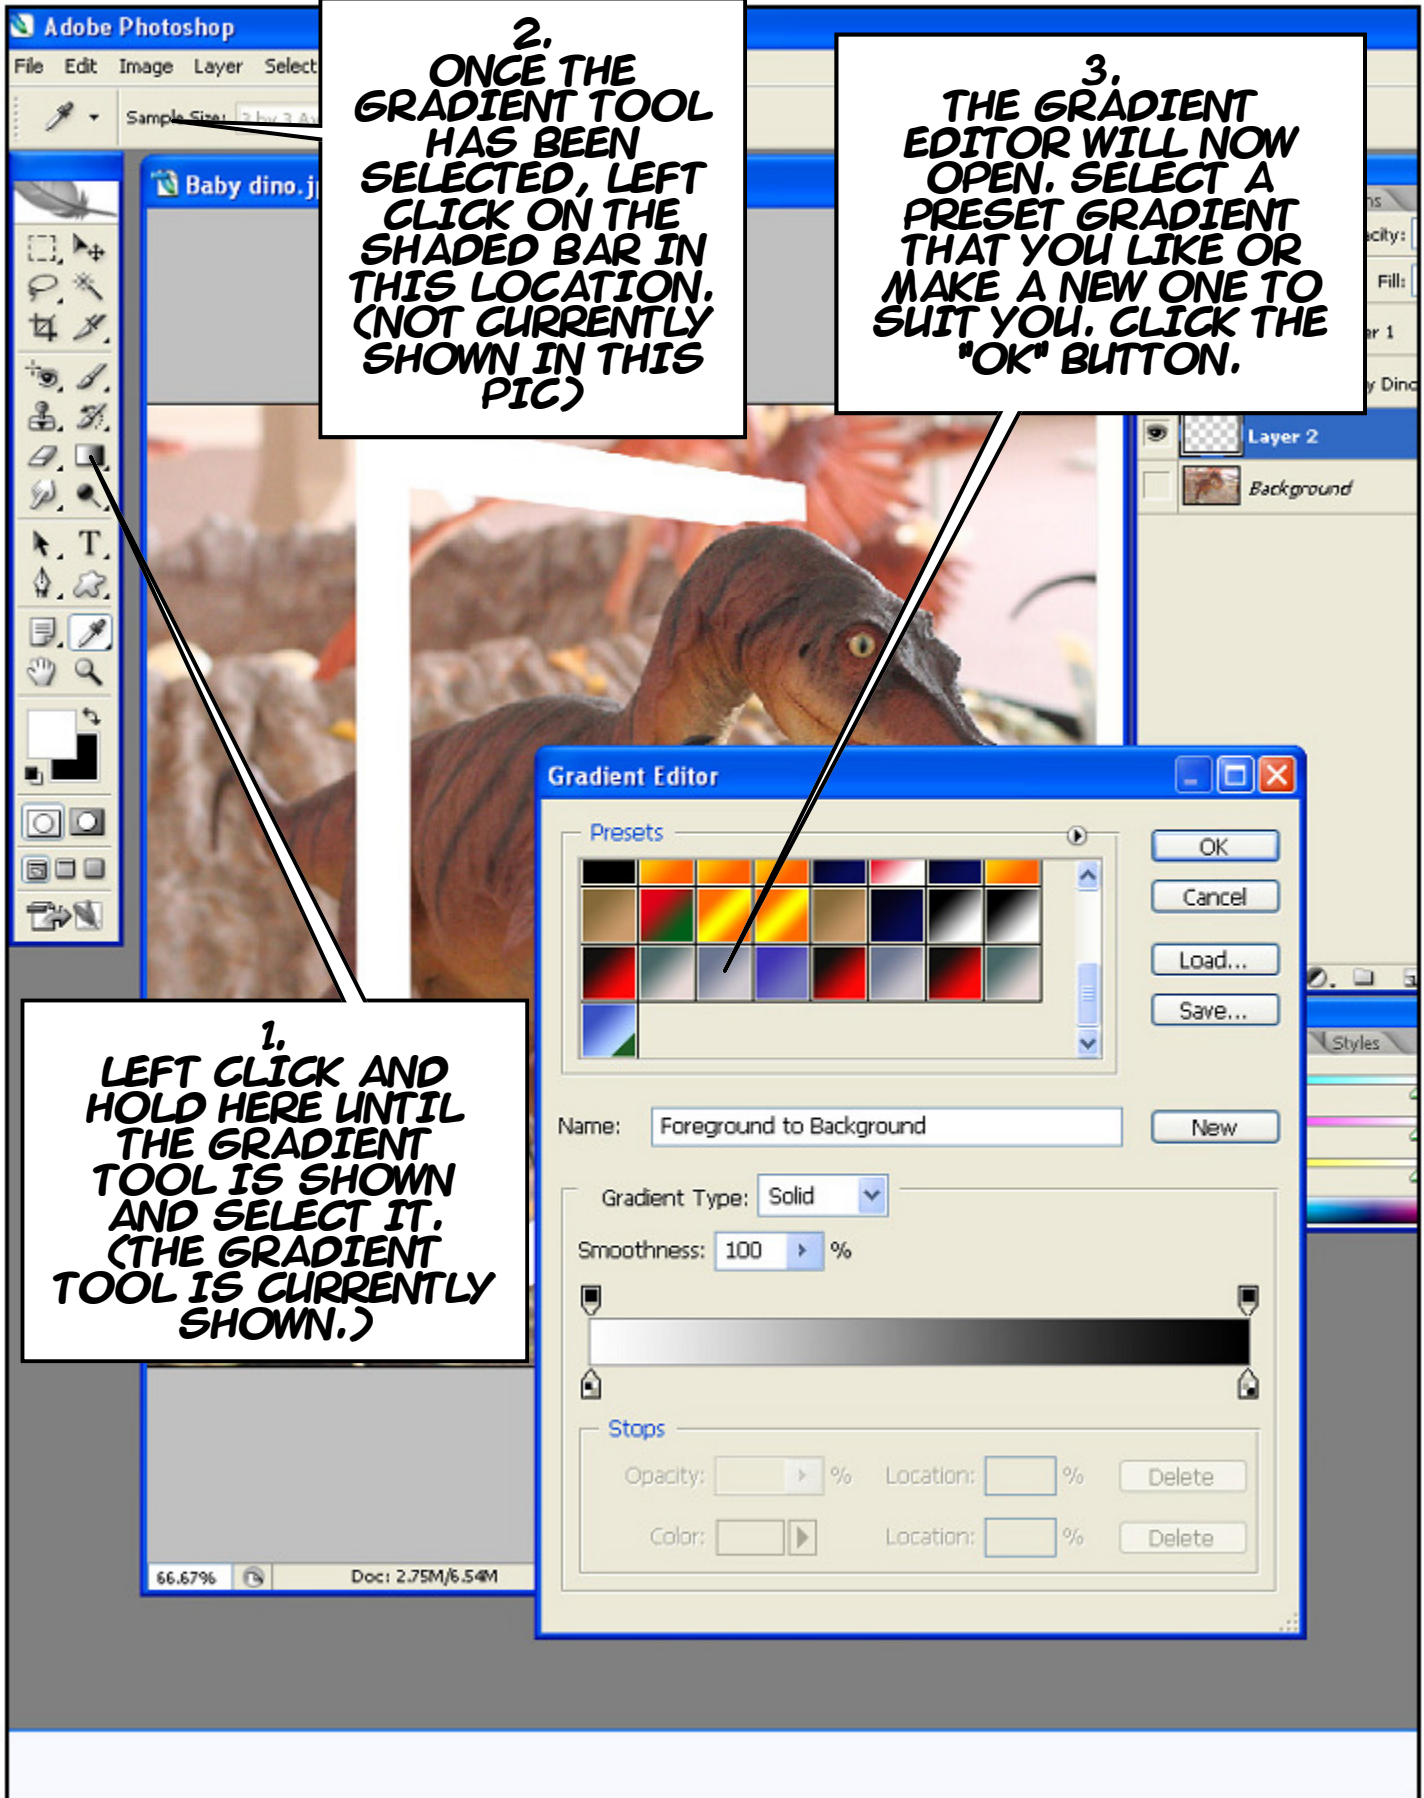 Adobe Photoshop
File Edit Image Layer Select
Sample Size: 3 by 3 Av
Baby dino.j
2.
ONCE THE
GRADIENT TOOL
HAS BEEN
SELECTED, LEFT
CLICK ON THE
SHADED BAR IN
THIS LOCATION.
(NOT CURRENTLY
SHOWN IN THIS
PIC)
3.
THE GRADIENT
EDITOR WILL NOW
OPEN. SELECT A
PRESET GRADIENT
THAT YOU LIKE OR
MAKE A NEW ONE TO
SUIT YOU. CLICK THE
"OK" BUTTON.
Fill:
Layer 2
Background
1.
LEFT CLICK AND
HOLD HERE UNTIL
THE GRADIENT
TOOL IS SHOWN
AND SELECT IT.
(THE GRADIENT
TOOL IS CURRENTLY
SHOWN.)
Gradient Editor
Presets
OK
Cancel
Load...
Save...
Styles
Name: Foreground to Background
New
Gradient Type: Solid
Smoothness: 100 %
Stops
Opacity: % Location: % Delete
Color: Location: % Delete
66.67% Doc: 2.75M/6.54M